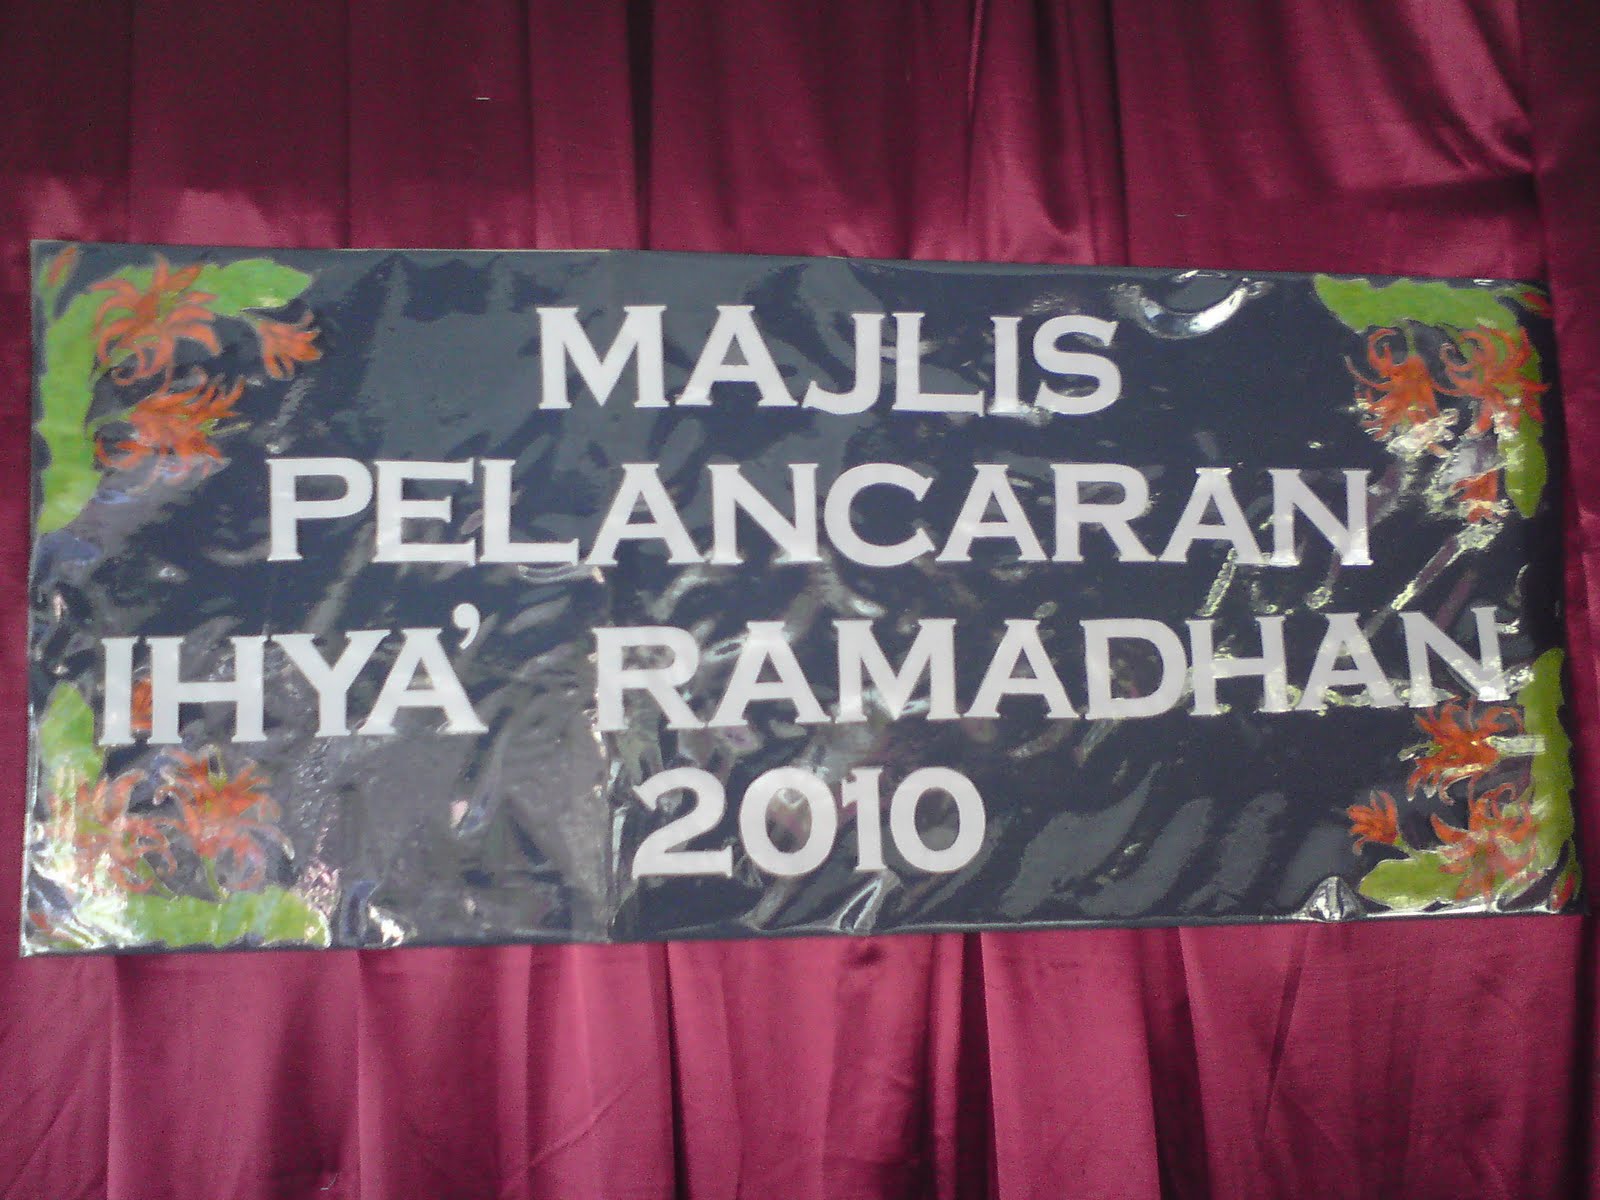 MAJLIS
PELANCARAN
IHYA' RAMADHAN
2010